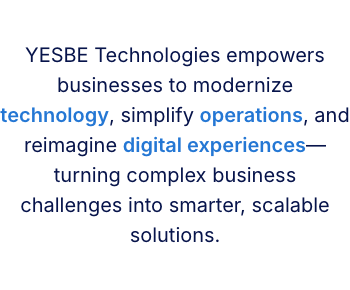 YESBE Technologies empowers
businesses to modernize
technology, simplify operations, and
reimagine digital experiences—
turning complex business
challenges into smarter, scalable
solutions.